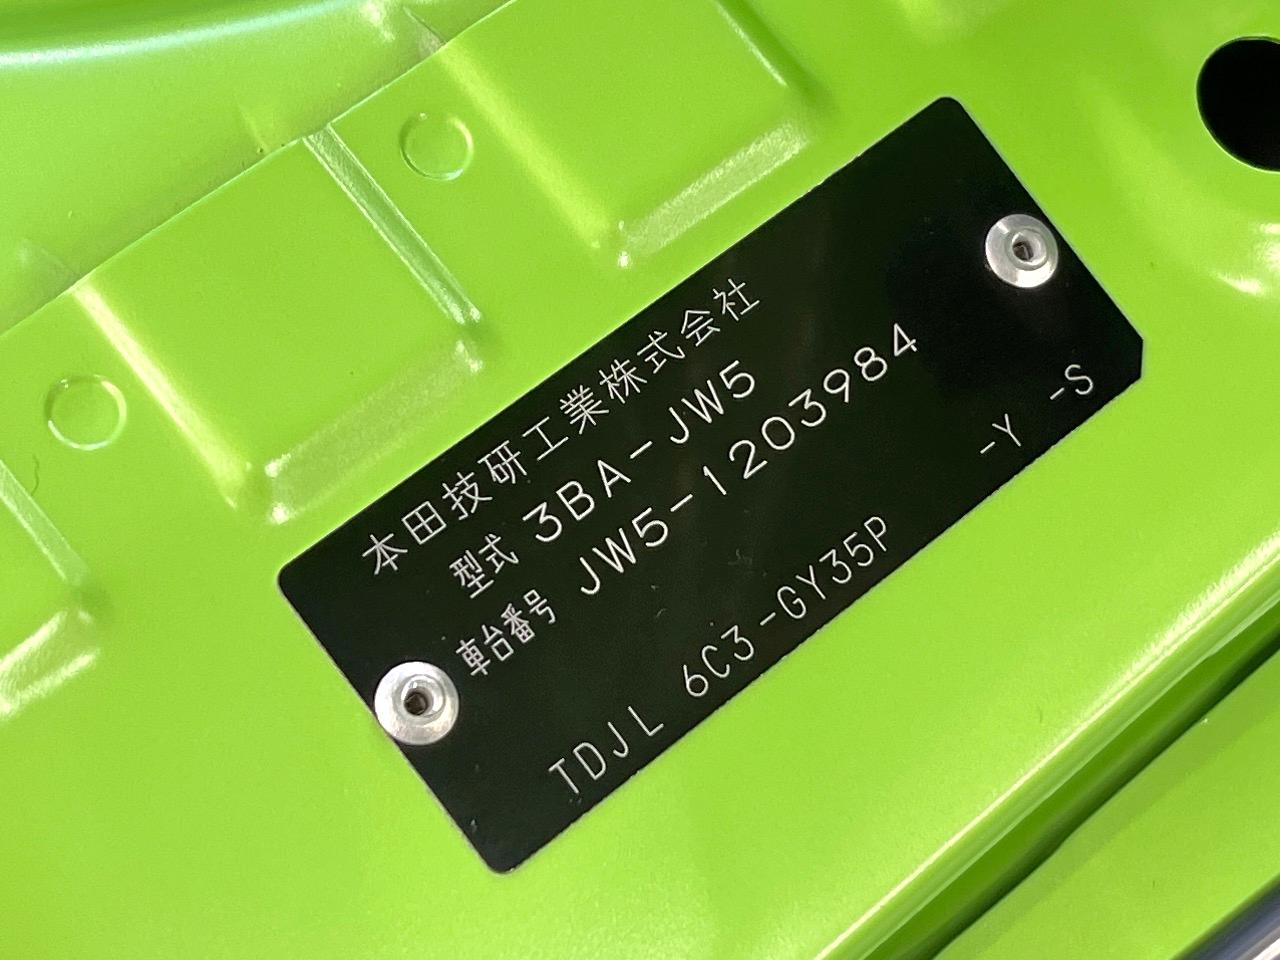 本田技研工業株式会社
型式 3BA-JW5
車台番号 JW5-1203984
-Y -S
TDJL 6C3-GY35P